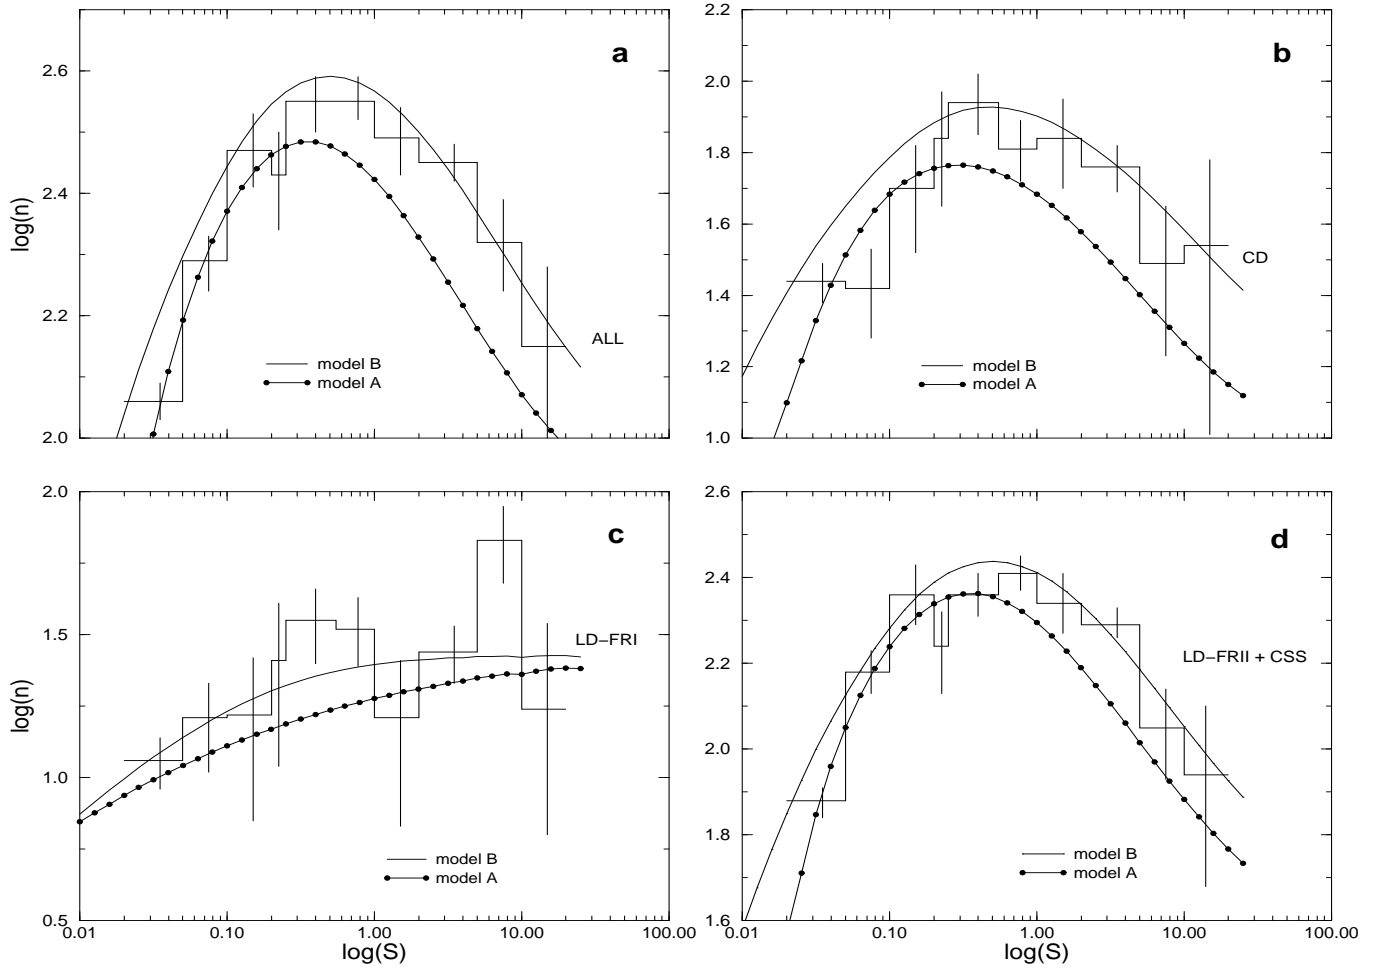 a
2.6
log(n)
2.4
2.2
2.0
ALL
model B
model A
b
2.2
2.0
1.8
1.6
1.4
1.2
1.0
CD
model B
model A
c
2.0
1.5
log(n)
1.0
0.5
LD-FRI
model B
model A
0.01 0.10 1.00 10.00 100.00
log(S)
d
2.6
2.4
2.2
2.0
1.8
1.6
LD-FRII + CSS
model B
model A
0.01 0.10 1.00 10.00 100.00
log(S)